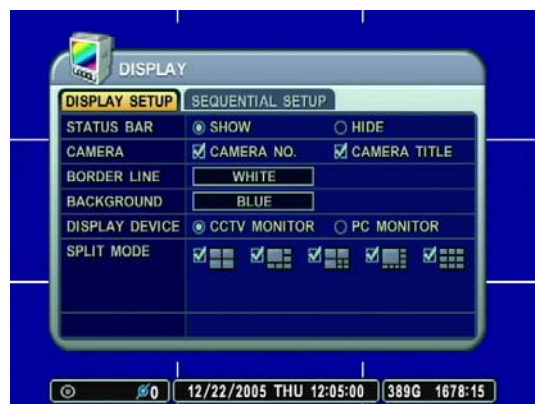 DISPLAY
DISPLAY SETUP SEQUENTIAL SETUP
STATUS BAR SHOW HIDE
CAMERA CAMERA NO. CAMERA TITLE
BORDER LINE WHITE
BACKGROUND BLUE
DISPLAY DEVICE CCTV MONITOR PC MONITOR
SPLIT MODE
0 12/22/2005 THU 12:05:00 389G 1678:15